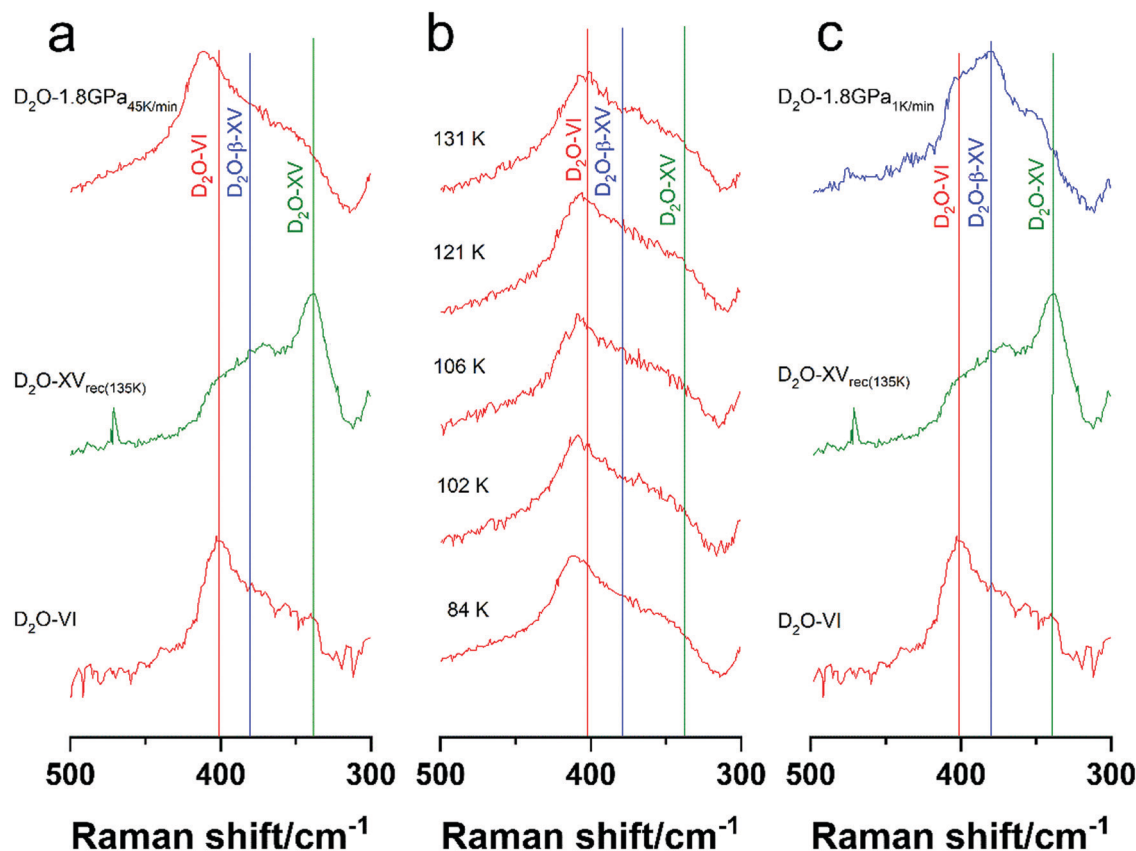 a
D₂O-1.8GPa₄₅K/min
D₂O-VI
D₂O-β-XV
D₂O-XV
D₂O-XVrec(135K)
D₂O-VI
500
400
300
Raman shift/cm⁻¹
b
131 K
D₂O-VI
D₂O-β-XV
D₂O-XV
121 K
106 K
102 K
84 K
500
400
300
Raman shift/cm⁻¹
c
D₂O-1.8GPa₁K/min
D₂O-VI
D₂O-β-XV
D₂O-XV
D₂O-XVrec(135K)
D₂O-VI
500
400
300
Raman shift/cm⁻¹